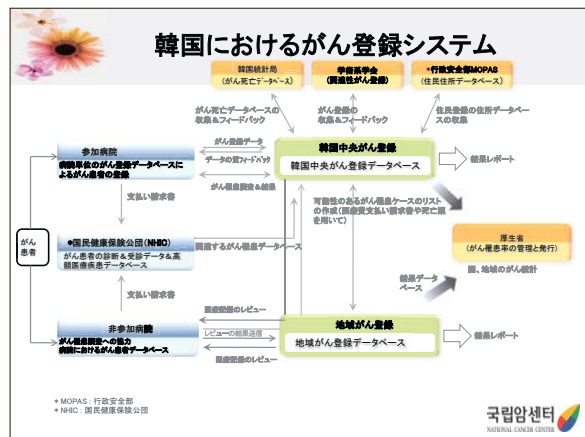 韓国におけるがん登録システム
韓国統計局
(がん死亡データベース)
学術系学会
(関連性がん登録)
*行政安全部MOPAS
(住民住所データベース)
がん死亡データベースの
収集&フィードバック
がん登録の
収集&フィードバック
住民登録の住所データベー
スの収集
参加病院
病院単位のがん登録データベースに
よるがん患者の登録
がん登録データ
データの質フィードバック
がん罹患調査&結果
韓国中央がん登録
韓国中央がん登録データベース
結果レポート
支払い請求書
可能性のあるがん罹患ケースのリスト
の作成(医療費支払い請求書や死亡票
を用いて)
がん
患者
*国民健康保険公団(NHIC)
がん患者の診断&受診データ&高
額医療疾患データベース
関連するがん罹患データベース
厚生省
(がん罹患率の管理と発行)
国、地域のがん統計
結果データ
ベース
支払い請求書
医療記録のレビュー
レビューの結果送信
医療記録のレビュー
非参加病院
がん罹患調査への協力
病院におけるがん患者データベース
地域がん登録
地域がん登録データベース
結果レポート
* MOPAS : 行政安全部
* NHIC : 国民健康保険公団
국립암센터
NATIONAL CANCER CENTER